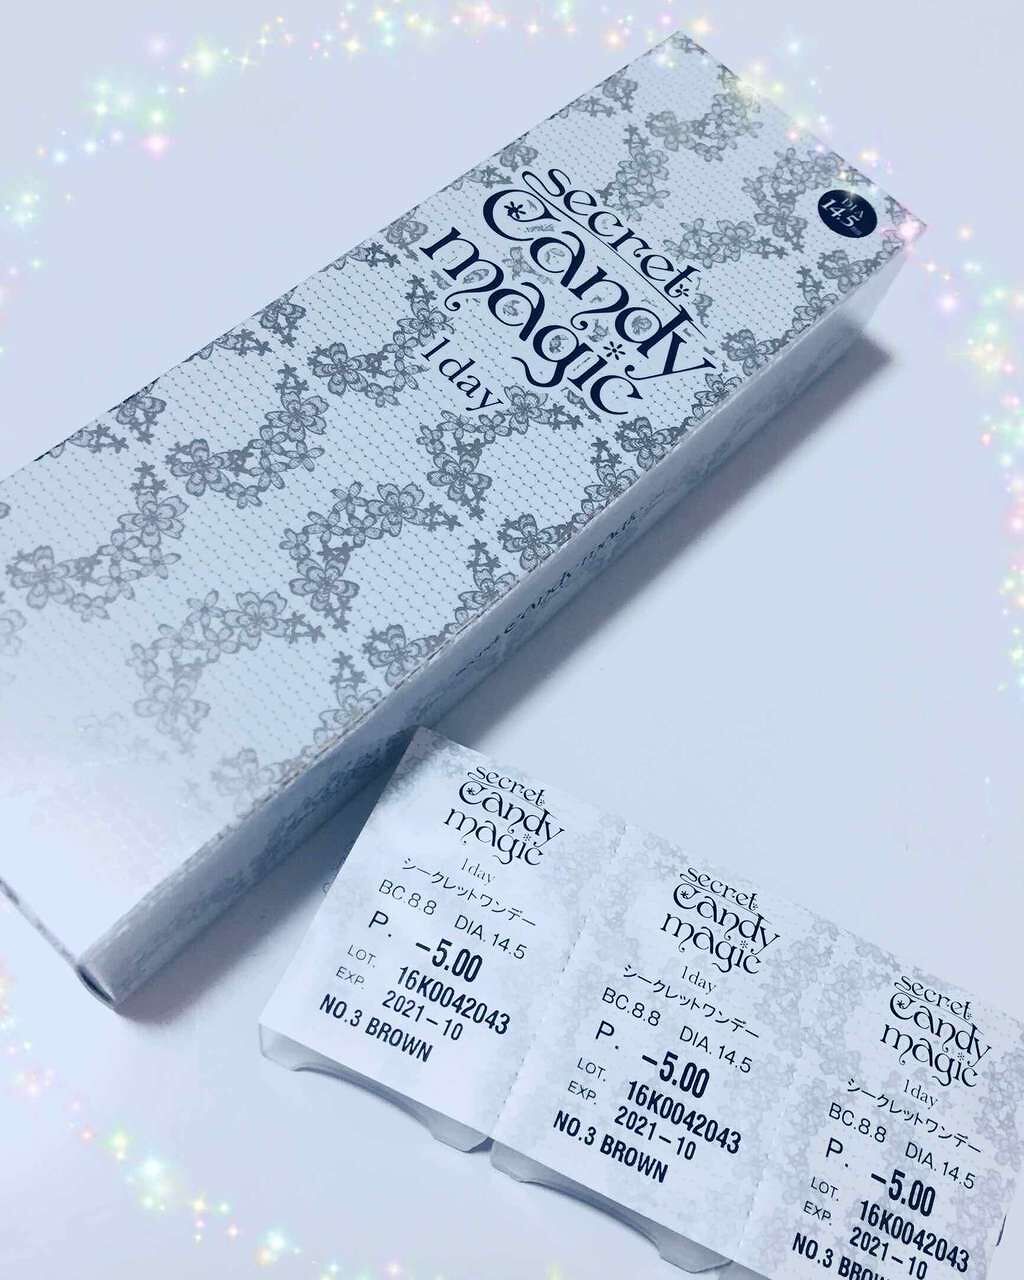 secret
Candy
magic
1day
DIA
14.5
secret candy magic
secret
Candy
magic
1day
シークレットワンデー
BC.8.8 DIA.14.5
P. -5.00
LOT. 16K0042043
EXP. 2021-10
NO.3 BROWN
secret
Candy
magic
1day
シークレットワンデー
BC.8.8 DIA.14.5
P. -5.00
LOT. 16K0042043
EXP. 2021-10
NO.3 BROWN
secret
Candy
magic
1day
シークレットワンデー
BC.8.8 DIA.14.5
P. -5.00
LOT. 16K0042043
EXP. 2021-10
NO.3